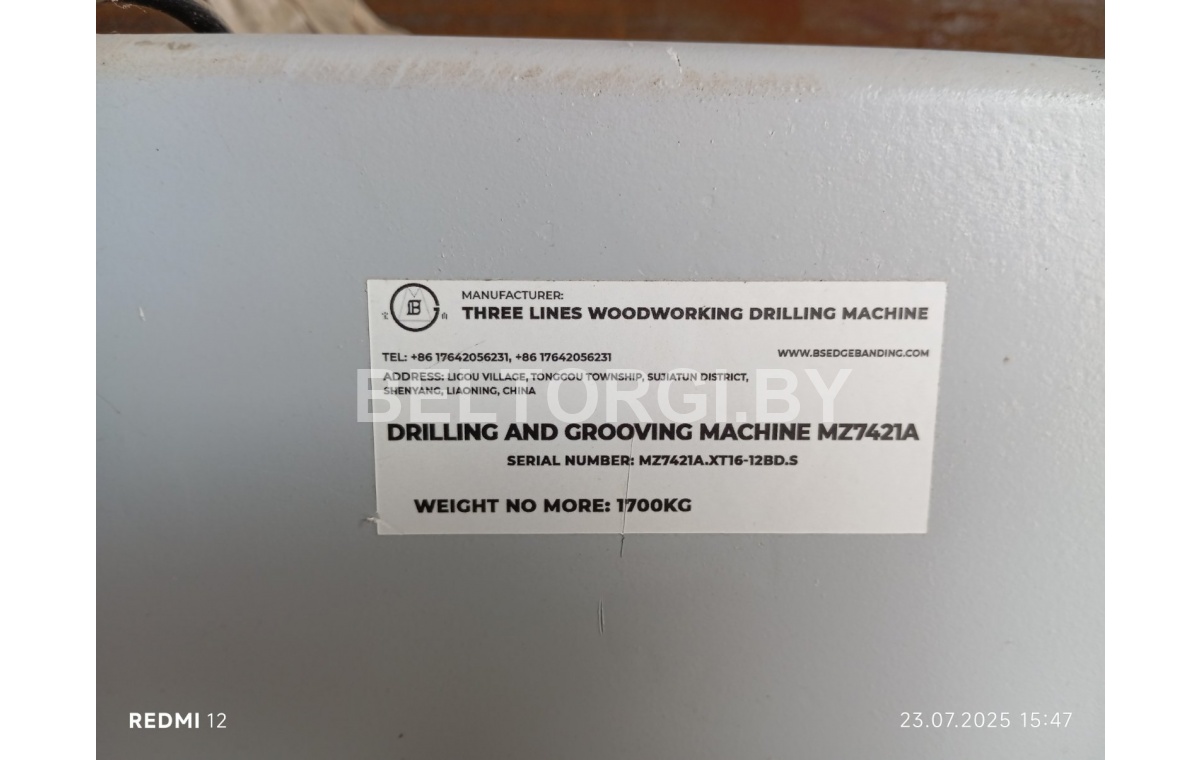 MANUFACTURER:
THREE LINES WOODWORKING DRILLING MACHINE
TEL: +86 17642056231, +86 17642056231
WWW.BSEDGEBANDING.COM
ADDRESS: LIGOU VILLAGE, TONGGOU TOWNSHIP, SUJIATUN DISTRICT,
SHENYANG, LIAONING, CHINA
BELTORGI.BY
DRILLING AND GROOVING MACHINE MZ7421A
SERIAL NUMBER: MZ7421A.XT16-12BD.S
WEIGHT NO MORE: 1700KG
REDMI 12
23.07.2025 15:47